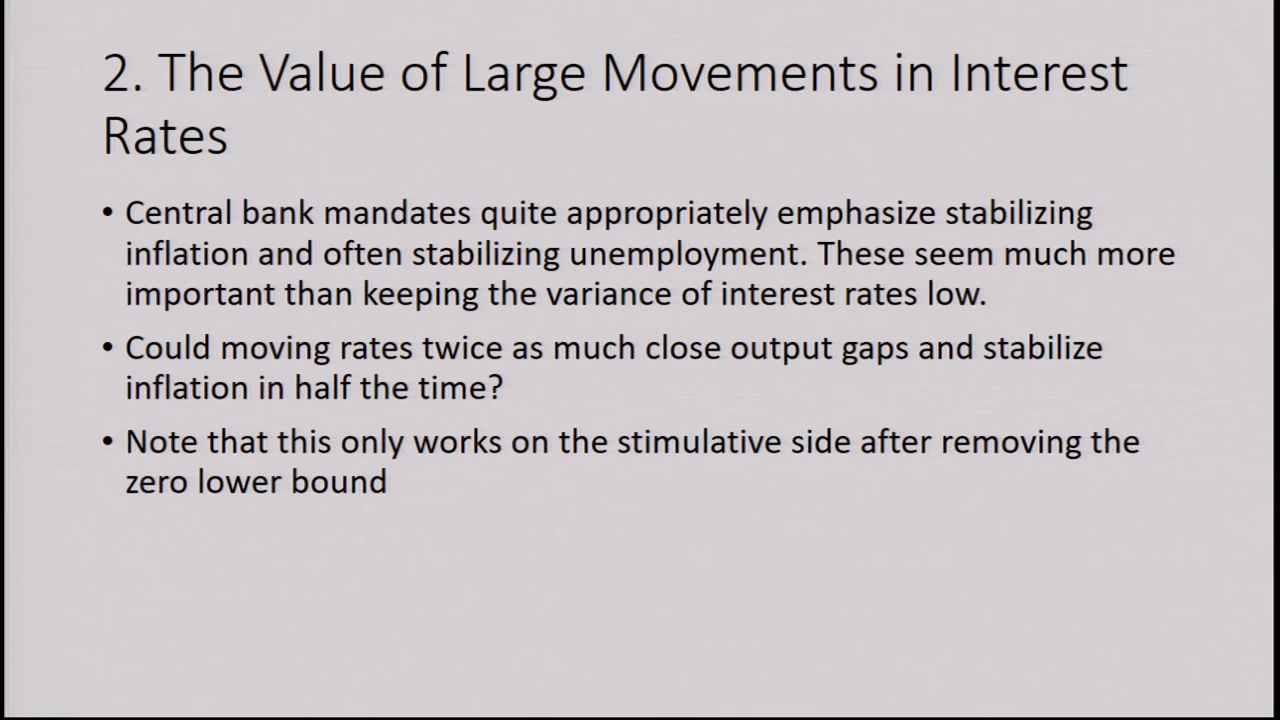 2. The Value of Large Movements in Interest
Rates
• Central bank mandates quite appropriately emphasize stabilizing
inflation and often stabilizing unemployment. These seem much more
important than keeping the variance of interest rates low.
• Could moving rates twice as much close output gaps and stabilize
inflation in half the time?
• Note that this only works on the stimulative side after removing the
zero lower bound